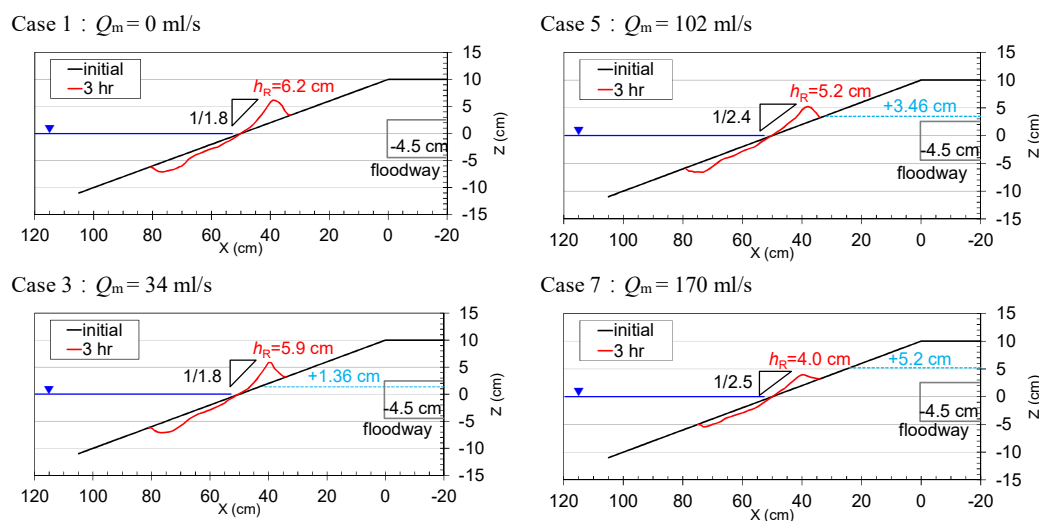 Case 1 : Qm = 0 ml/s
initial
3 hr
hR=6.2 cm
1/1.8
-4.5 cm
floodway
15
10
5
0
-5
-10
-15
Z (cm)
120 100 80 60 40 20 0 -20
X (cm)
Case 5 : Qm = 102 ml/s
initial
3 hr
hR=5.2 cm
+3.46 cm
1/2.4
-4.5 cm
floodway
15
10
5
0
-5
-10
-15
Z (cm)
120 100 80 60 40 20 0 -20
X (cm)
Case 3 : Qm = 34 ml/s
initial
3 hr
hR=5.9 cm
+1.36 cm
1/1.8
-4.5 cm
floodway
15
10
5
0
-5
-10
-15
Z (cm)
120 100 80 60 40 20 0 -20
X (cm)
Case 7 : Qm = 170 ml/s
initial
3 hr
hR=4.0 cm
+5.2 cm
1/2.5
-4.5 cm
floodway
15
10
5
0
-5
-10
-15
Z (cm)
120 100 80 60 40 20 0 -20
X (cm)